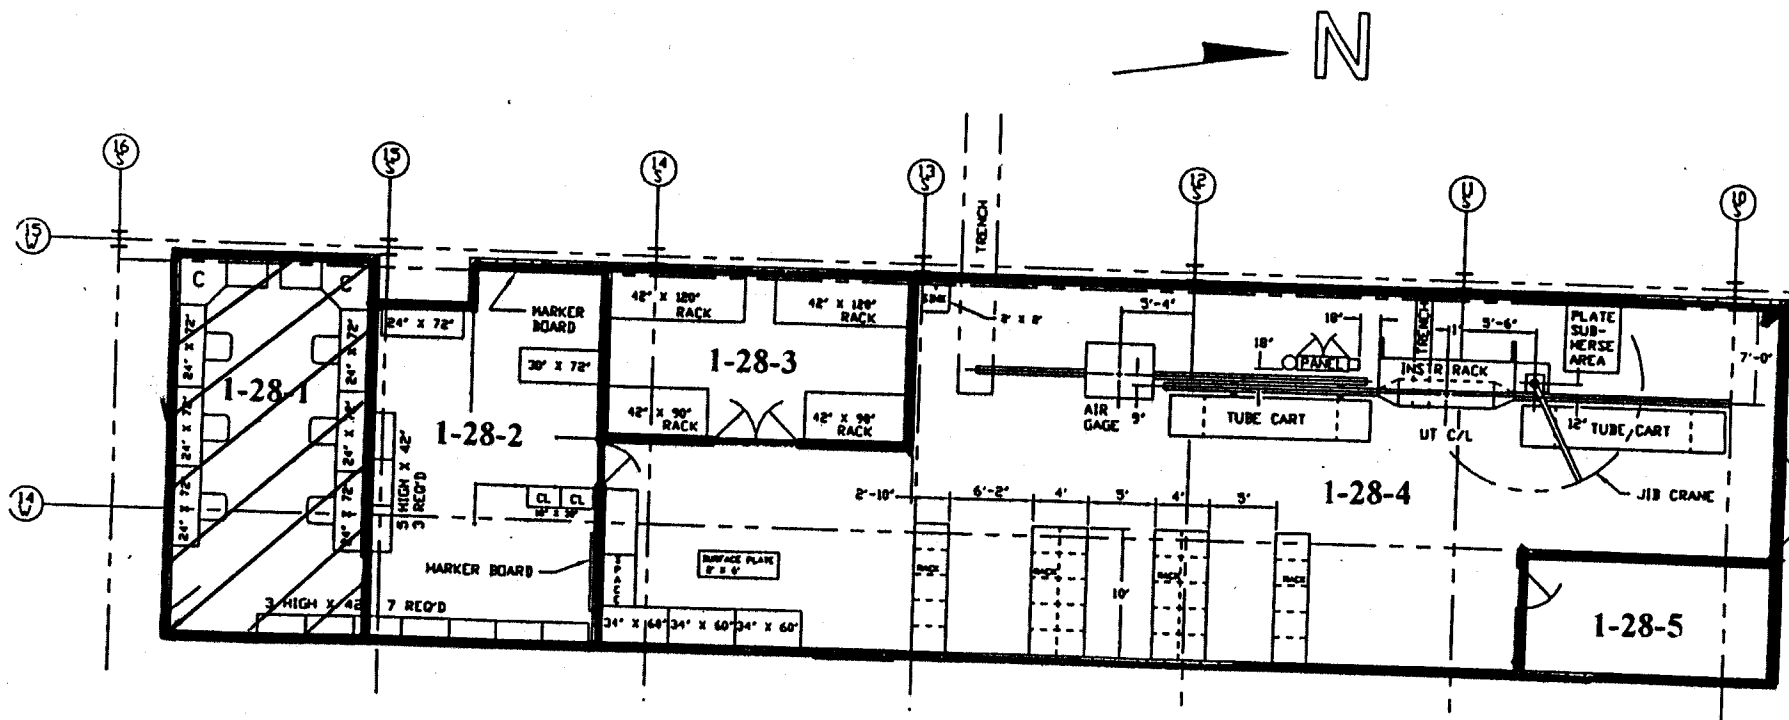 N
16
S
15
S
14
S
13
S
12
S
11
S
10
S
15
W
14
W
TRENCH
C
C
24" X 72"
24" X 72"
24" X 72"
24" X 72"
24" X 72"
24" X 72"
1-28-1
24" X 72"
MARKER
BOARD
30" X 72"
1-28-2
5 HIGH X 42"
3 REQ'D
CL
CL
MARKER BOARD
3 HIGH X 42"
7 REQ'D
42" X 120"
RACK
42" X 120"
RACK
1-28-3
42" X 90"
RACK
42" X 90"
RACK
SURFACE PLATE
34" X 60"
34" X 60"
34" X 60"
SINK
5'-4"
AIR
GAGE
9"
18"
18"
PANEL
TRENCH
1'
5'-6"
INSTR RACK
PLATE
SUB-
MERSE
AREA
7'-0"
TUBE CART
UT C/L
12"
TUBE CART
JIB CRANE
1-28-4
2'-10"
6'-2"
4'
5'
4'
5'
RACK
RACK
10'
RACK
RACK
1-28-5